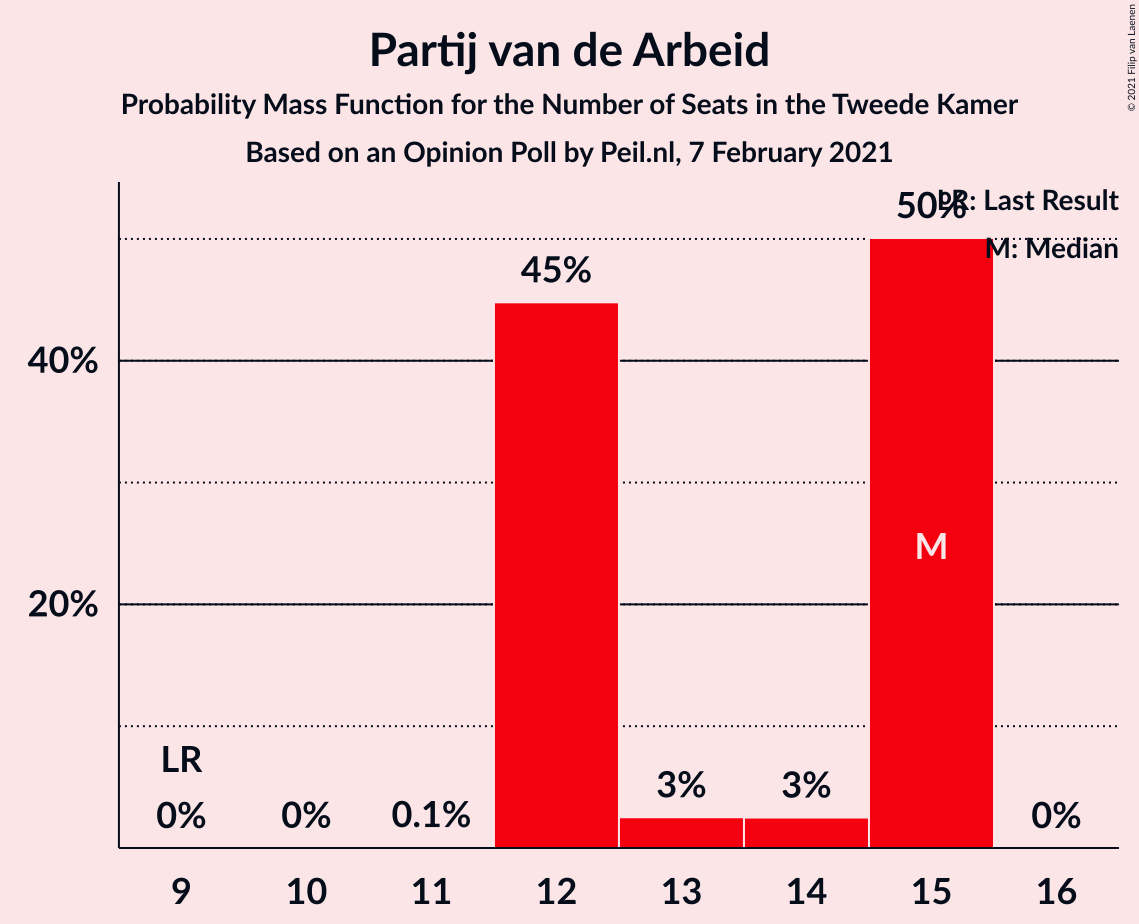 Partij van de Arbeid
Probability Mass Function for the Number of Seats in the Tweede Kamer
Based on an Opinion Poll by Peil.nl, 7 February 2021
© 2021 Filip van Laenen
LR: Last Result
M: Median
50%
45%
40%
M
20%
LR
3%
3%
0%
0%
0.1%
0%
9
10
11
12
13
14
15
16